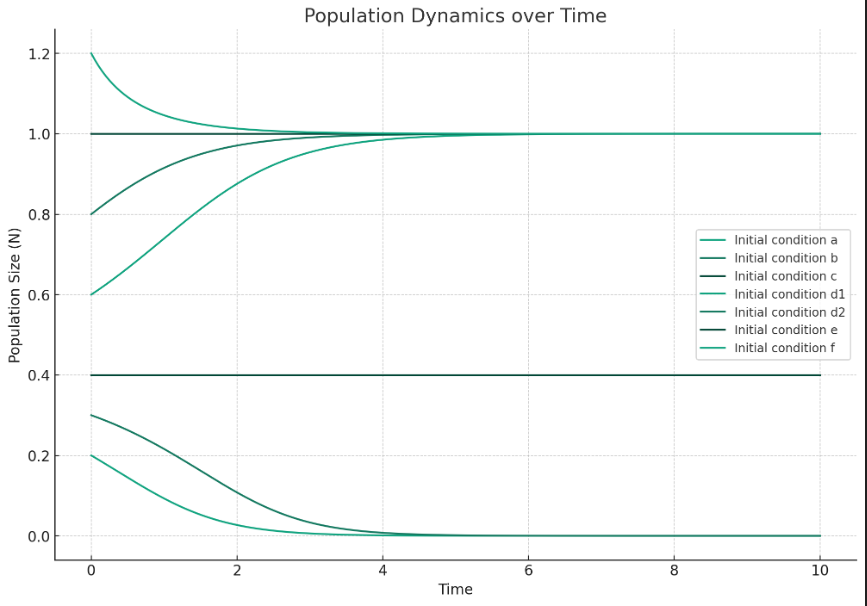 Population Dynamics over Time
Population Size (N)
1.2
1.0
0.8
0.6
0.4
0.2
0.0
Initial condition a
Initial condition b
Initial condition c
Initial condition d1
Initial condition d2
Initial condition e
Initial condition f
0 2 4 6 8 10
Time